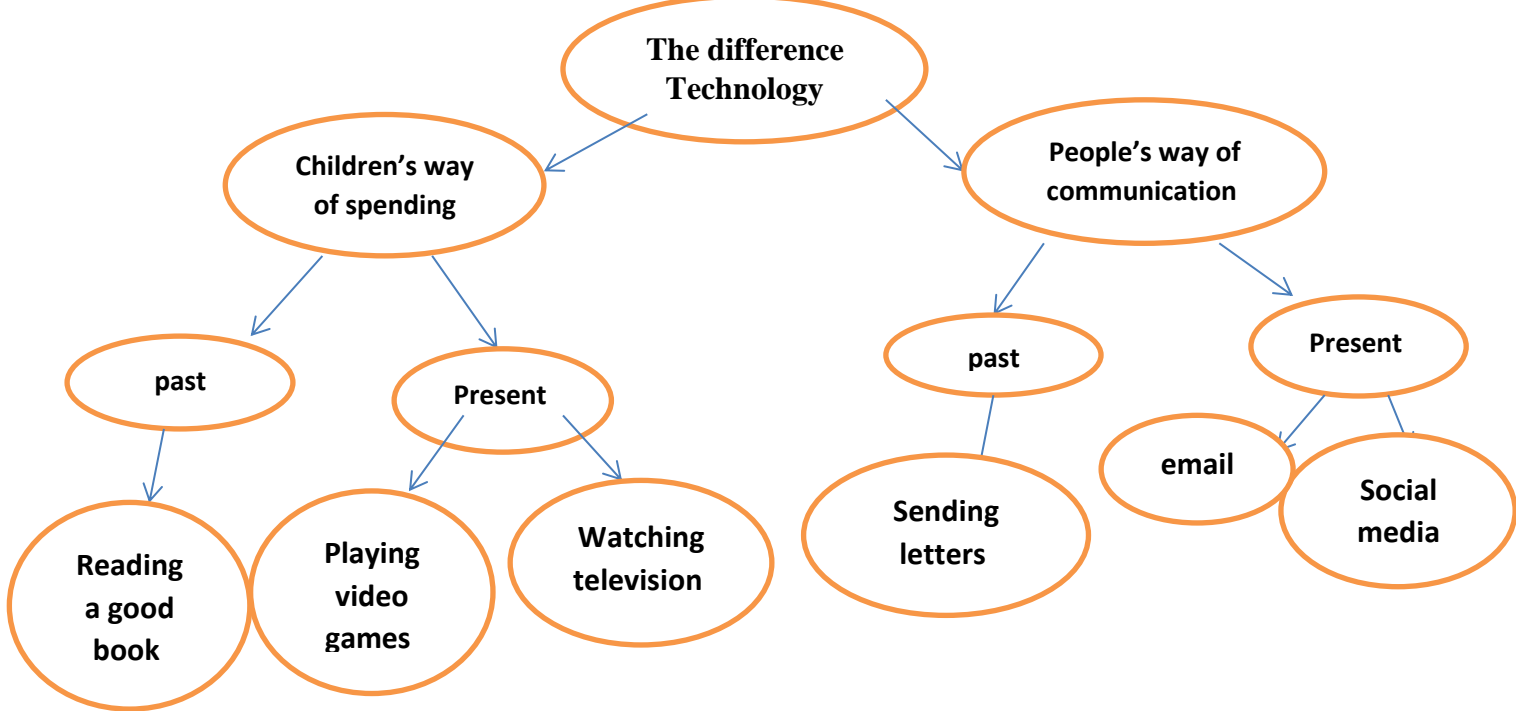 The difference
Technology
Children’s way
of spending
People’s way of
communication
past
Present
past
Present
Reading
a good
book
Playing
video
games
Watching
television
Sending
letters
email
Social
media